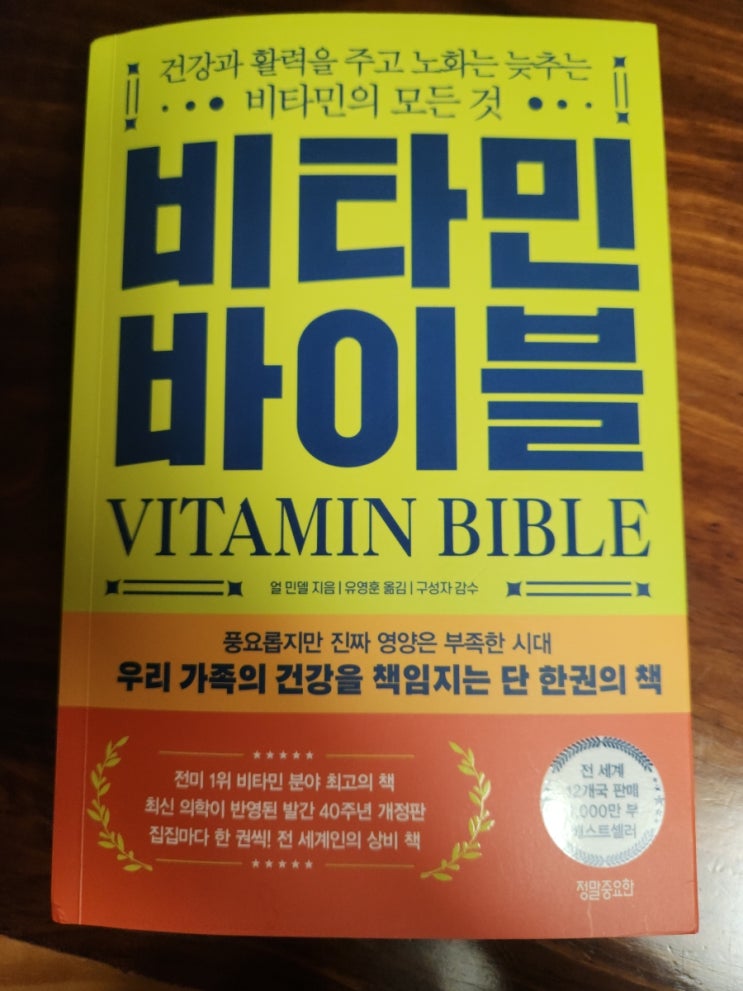 건강과 활력을 주고 노화는 늦추는
비타민의 모든 것
비타민
바이블
VITAMIN BIBLE
얼 민델 지음 | 유영훈 옮김 | 구성자 감수
풍요롭지만 진짜 영양은 부족한 시대
우리 가족의 건강을 책임지는 단 한권의 책
전미 1위 비타민 분야 최고의 책
최신 의학이 반영된 발간 40주년 개정판
집집마다 한 권씩! 전 세계인의 상비 책
전 세계
판매
부
정말중요한